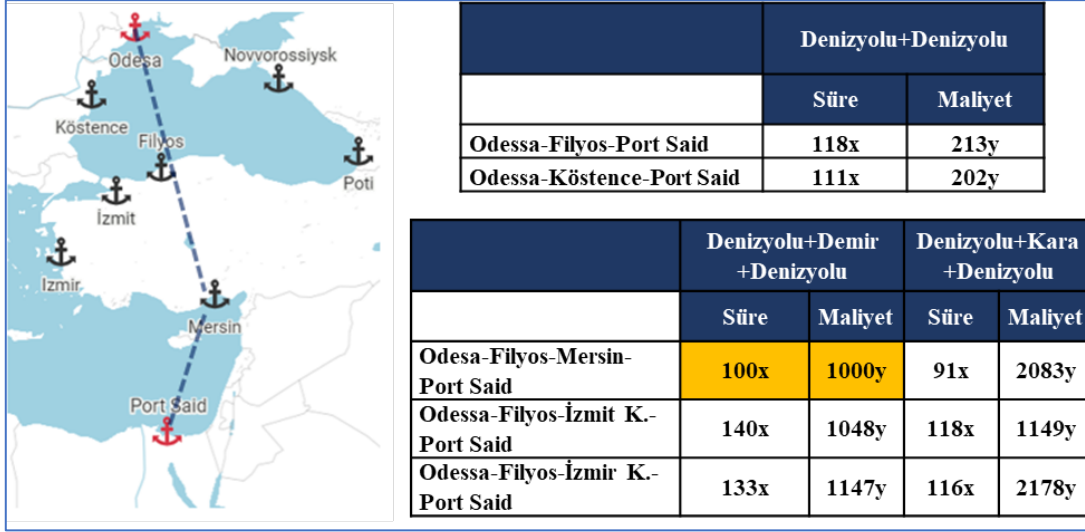 Odesa
Novvorossiysk
Köstence
Filyos
Poti
İzmit
Izmir
Mersin
Port Said
Denizyolu+Denizyolu
Süre Maliyet
Odessa-Filyos-Port Said 118x 213y
Odessa-Köstence-Port Said 111x 202y
Denizyolu+Demir Denizyolu+Kara
+Denizyolu +Denizyolu
Süre Maliyet Süre Maliyet
Odesa-Filyos-Mersin-
Port Said 100x 1000y 91x 2083y
Odessa-Filyos-İzmit K.-
Port Said 140x 1048y 118x 1149y
Odessa-Filyos-İzmir K.-
Port Said 133x 1147y 116x 2178y